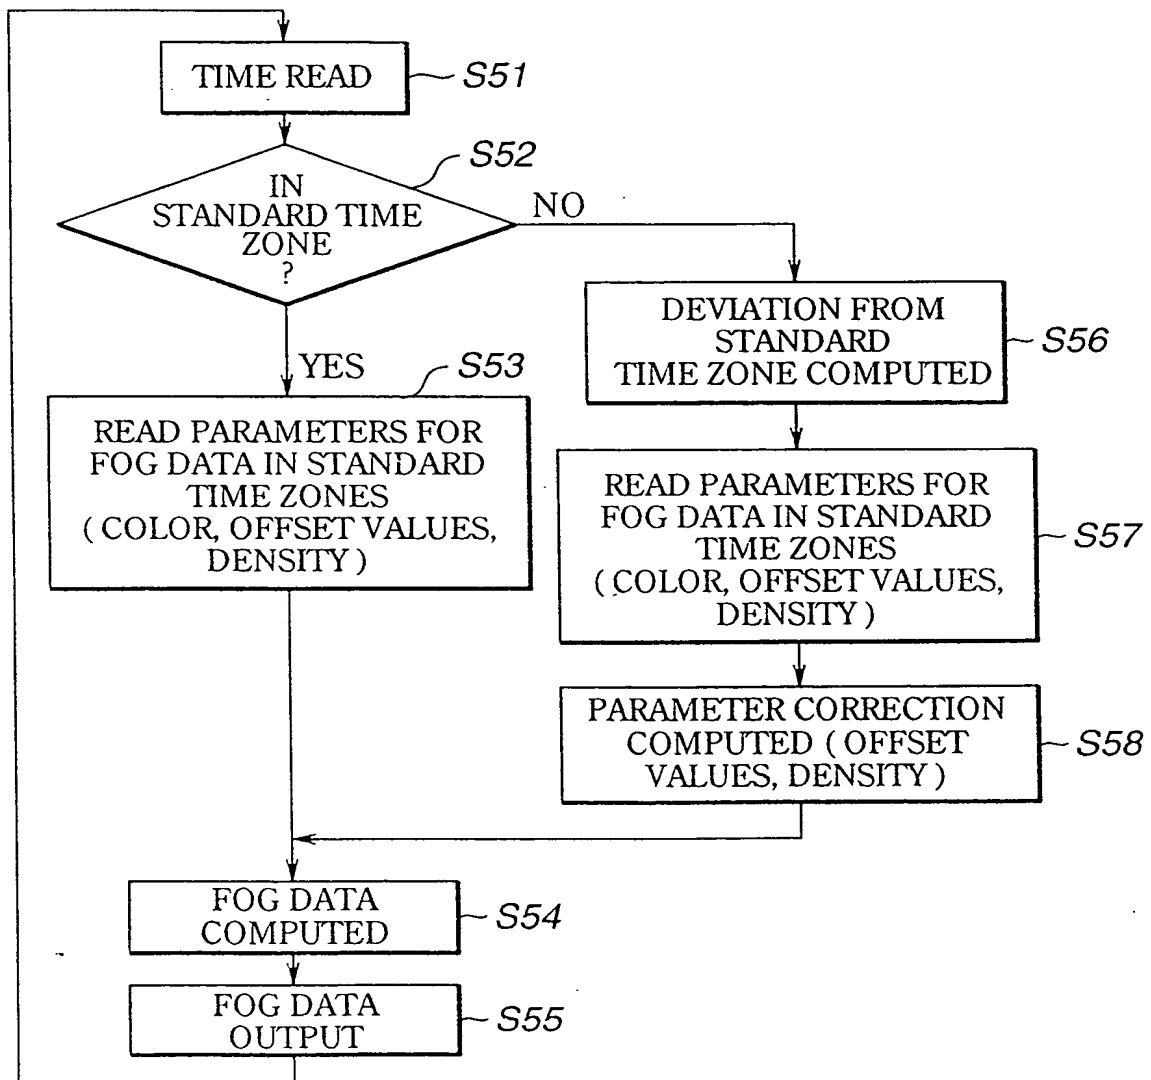 TIME READ
S51
S52
IN
STANDARD TIME
ZONE
?
NO
YES
S53
READ PARAMETERS FOR
FOG DATA IN STANDARD
TIME ZONES
( COLOR, OFFSET VALUES,
DENSITY )
DEVIATION FROM
STANDARD
TIME ZONE COMPUTED
S56
READ PARAMETERS FOR
FOG DATA IN STANDARD
TIME ZONES
( COLOR, OFFSET VALUES,
DENSITY )
S57
PARAMETER CORRECTION
COMPUTED ( OFFSET
VALUES, DENSITY )
S58
FOG DATA
COMPUTED
S54
FOG DATA
OUTPUT
S55